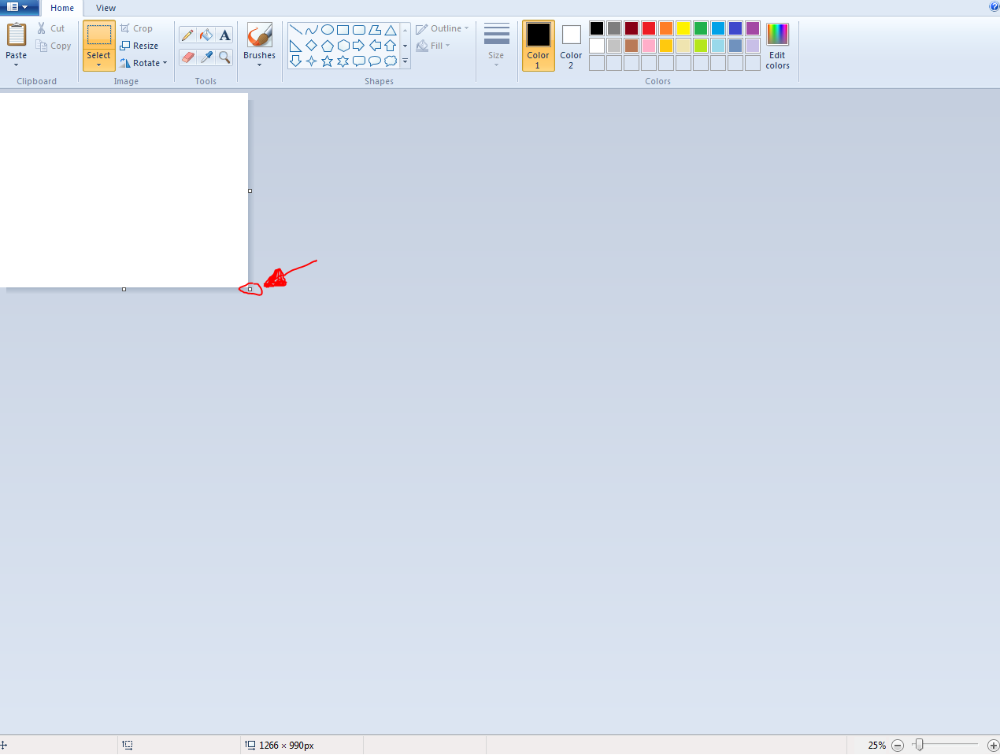 Home View
Cut
Copy
Paste
Clipboard
Select
Crop
Resize
Rotate
Image
A
Tools
Brushes
Shapes
Outline
Fill
Size
Color
1
Color
2
Colors
Edit
colors
1266 × 990px
25%